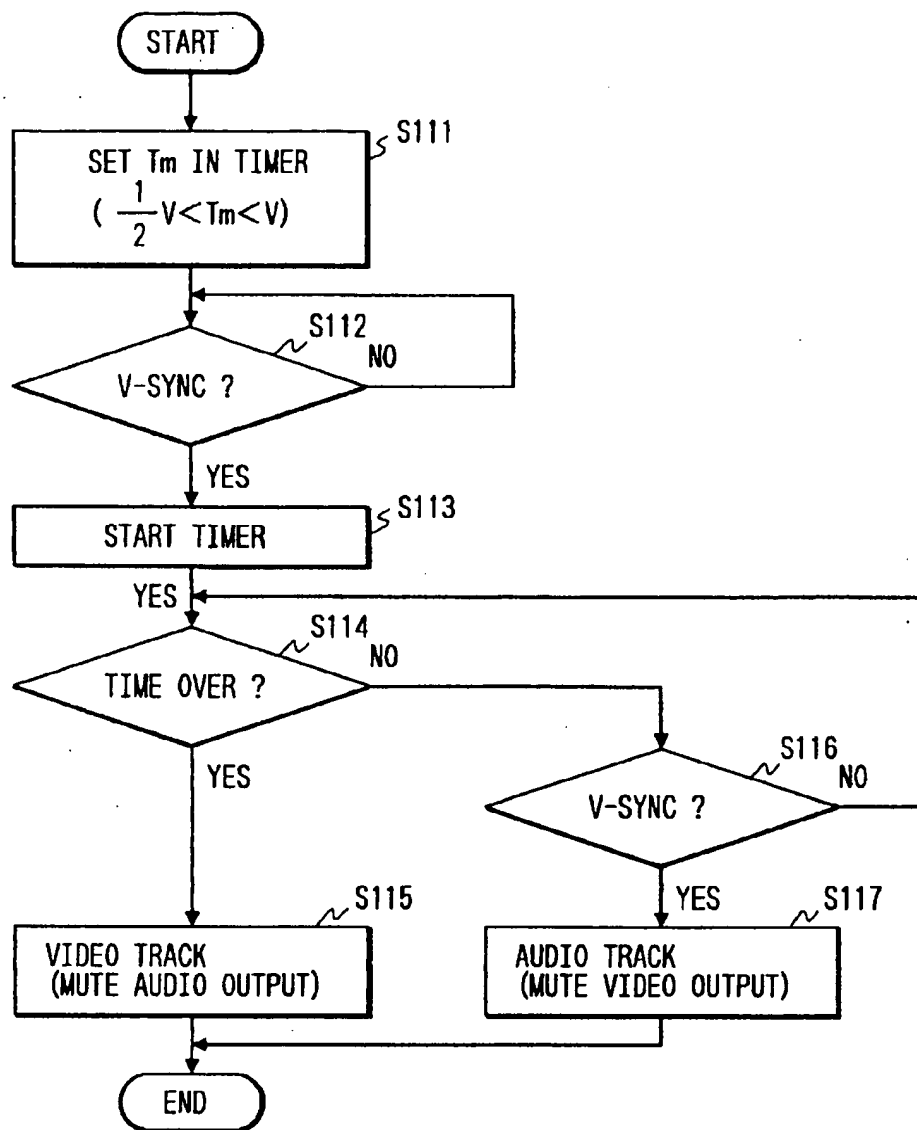 START
S111
SET Tm IN TIMER
( 1/2 V<Tm<V)
S112
NO
V-SYNC ?
YES
S113
START TIMER
YES
S114
NO
TIME OVER ?
S116
YES
NO
V-SYNC ?
S115
YES
S117
VIDEO TRACK
(MUTE AUDIO OUTPUT)
AUDIO TRACK
(MUTE VIDEO OUTPUT)
END